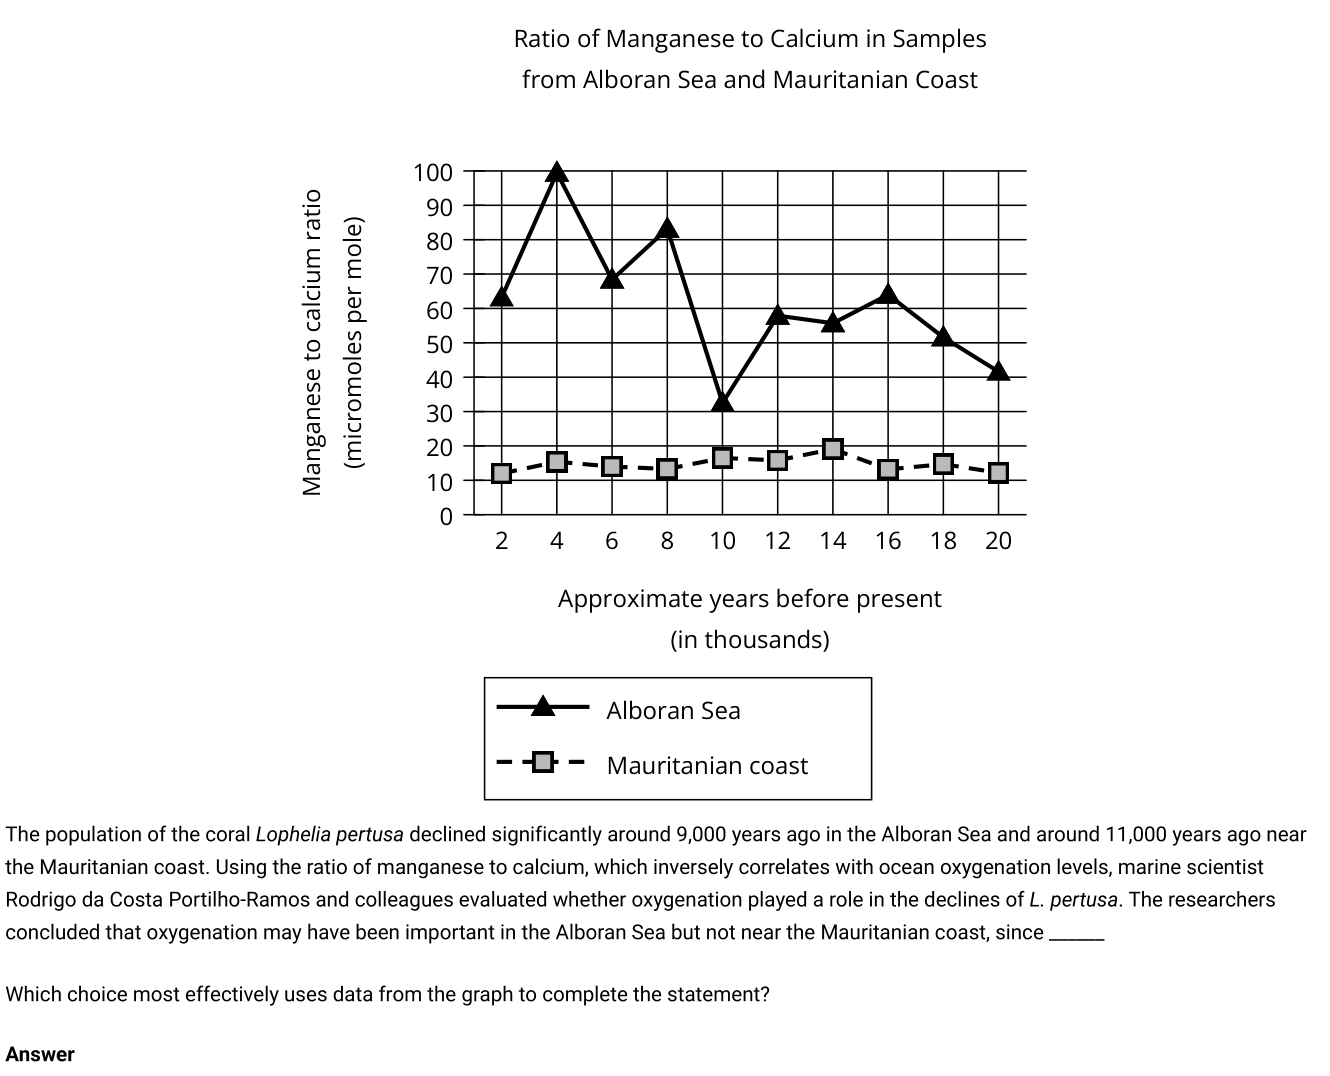 Ratio of Manganese to Calcium in Samples
from Alboran Sea and Mauritanian Coast
Manganese to calcium ratio
(micromoles per mole)
100
90
80
70
60
50
40
30
20
10
0
2 4 6 8 10 12 14 16 18 20
Approximate years before present
(in thousands)
Alboran Sea
Mauritanian coast
The population of the coral Lophelia pertusa declined significantly around 9,000 years ago in the Alboran Sea and around 11,000 years ago near
the Mauritanian coast. Using the ratio of manganese to calcium, which inversely correlates with ocean oxygenation levels, marine scientist
Rodrigo da Costa Portilho-Ramos and colleagues evaluated whether oxygenation played a role in the declines of L. pertusa. The researchers
concluded that oxygenation may have been important in the Alboran Sea but not near the Mauritanian coast, since ______
Which choice most effectively uses data from the graph to complete the statement?
Answer